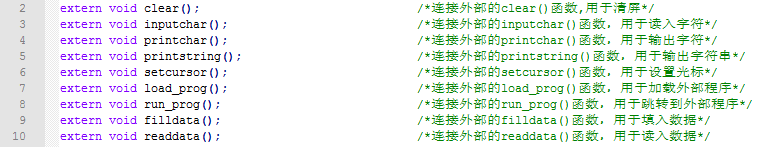 2 extern void clear(); /*连接外部的clear()函数,用于清屏*/
3 extern void inputchar(); /*连接外部的inputchar()函数，用于读入字符*/
4 extern void printchar(); /*连接外部的printchar()函数，用于输出字符*/
5 extern void printstring(); /*连接外部的printstring()函数，用于输出字符串*/
6 extern void setcursor(); /*连接外部的setcursor()函数，用于设置光标*/
7 extern void load_prog(); /*连接外部的load_prog()函数，用于加载外部程序*/
8 extern void run_prog(); /*连接外部的run_prog()函数，用于跳转到外部程序*/
9 extern void filldata(); /*连接外部的filldata()函数，用于填入数据*/
10 extern void readdata(); /*连接外部的readdata()函数，用于读入数据*/